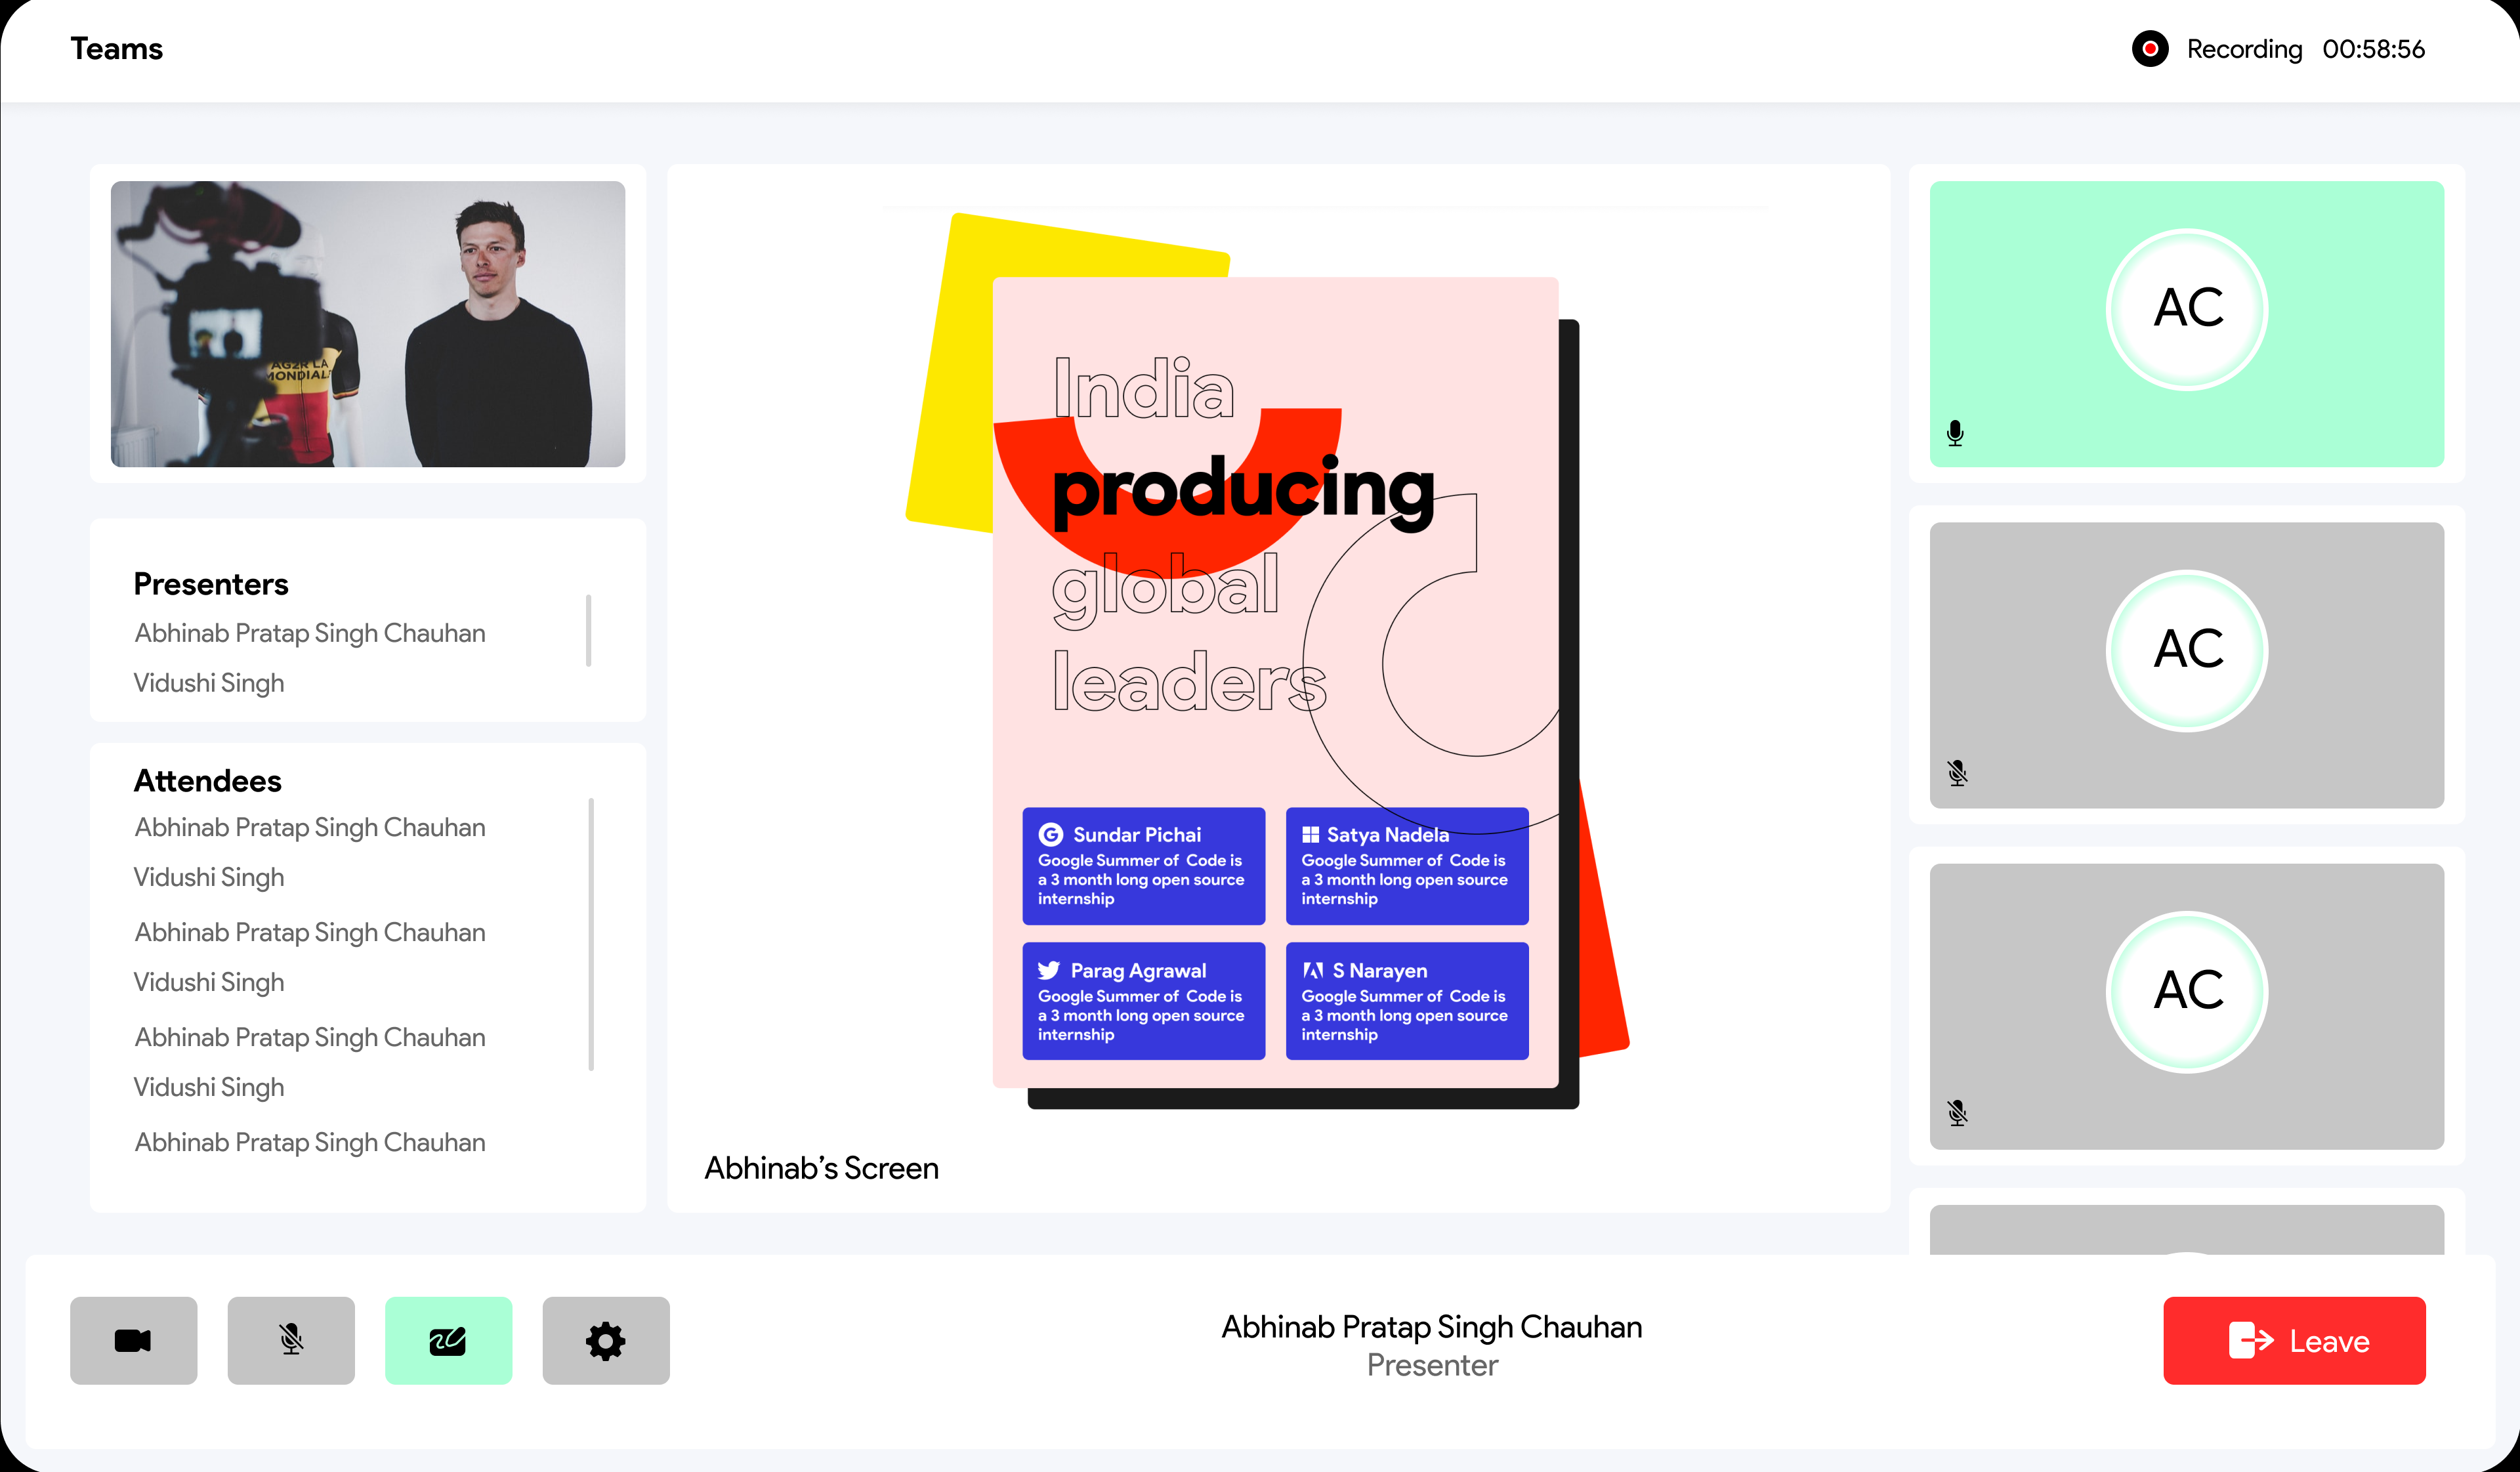 Teams
Recording 00:58:56
AG2R LA
MONDIAL
Presenters
Abhinab Pratap Singh Chauhan
Vidushi Singh
Attendees
Abhinab Pratap Singh Chauhan
Vidushi Singh
Abhinab Pratap Singh Chauhan
Vidushi Singh
Abhinab Pratap Singh Chauhan
Vidushi Singh
Abhinab Pratap Singh Chauhan
India
producing
global
leaders
G Sundar Pichai
Google Summer of Code is
a 3 month long open source
internship
Satya Nadela
Google Summer of Code is
a 3 month long open source
internship
Parag Agrawal
Google Summer of Code is
a 3 month long open source
internship
S Narayen
Google Summer of Code is
a 3 month long open source
internship
Abhinab’s Screen
AC
AC
AC
Abhinab Pratap Singh Chauhan
Presenter
Leave